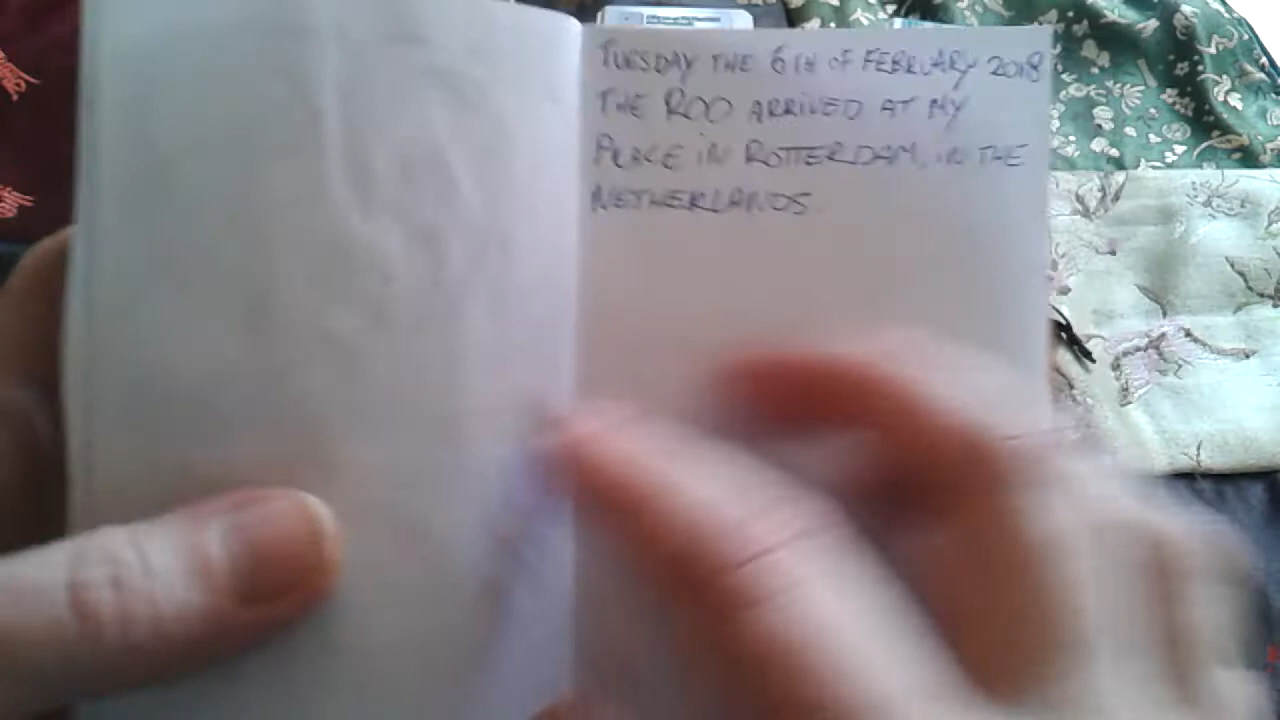 TUESDAY THE 6TH OF FEBRUARY 2018
THE ROO ARRIVED AT MY
PLACE IN ROTTERDAM, IN THE
NETHERLANDS.